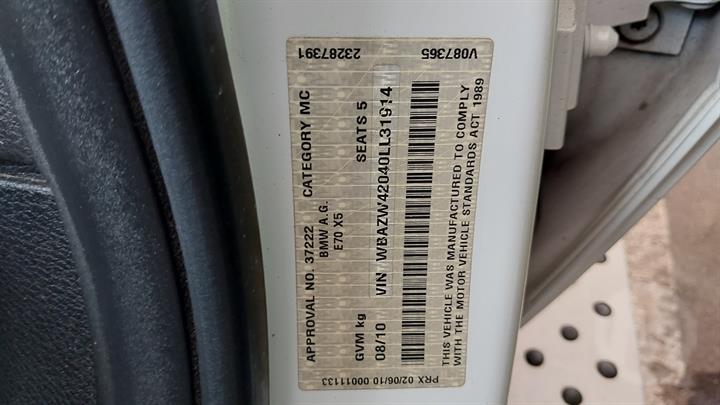 APPROVAL NO. 37222 CATEGORY MC 23287391
BMW A.G.
E70 X5 SEATS 5
VIN WBAZW42040LL31914
GVM kg
08/10
THIS VEHICLE WAS MANUFACTURED TO COMPLY
WITH THE MOTOR VEHICLE STANDARDS ACT 1989
PRX 02/06/10 00011133 V087365